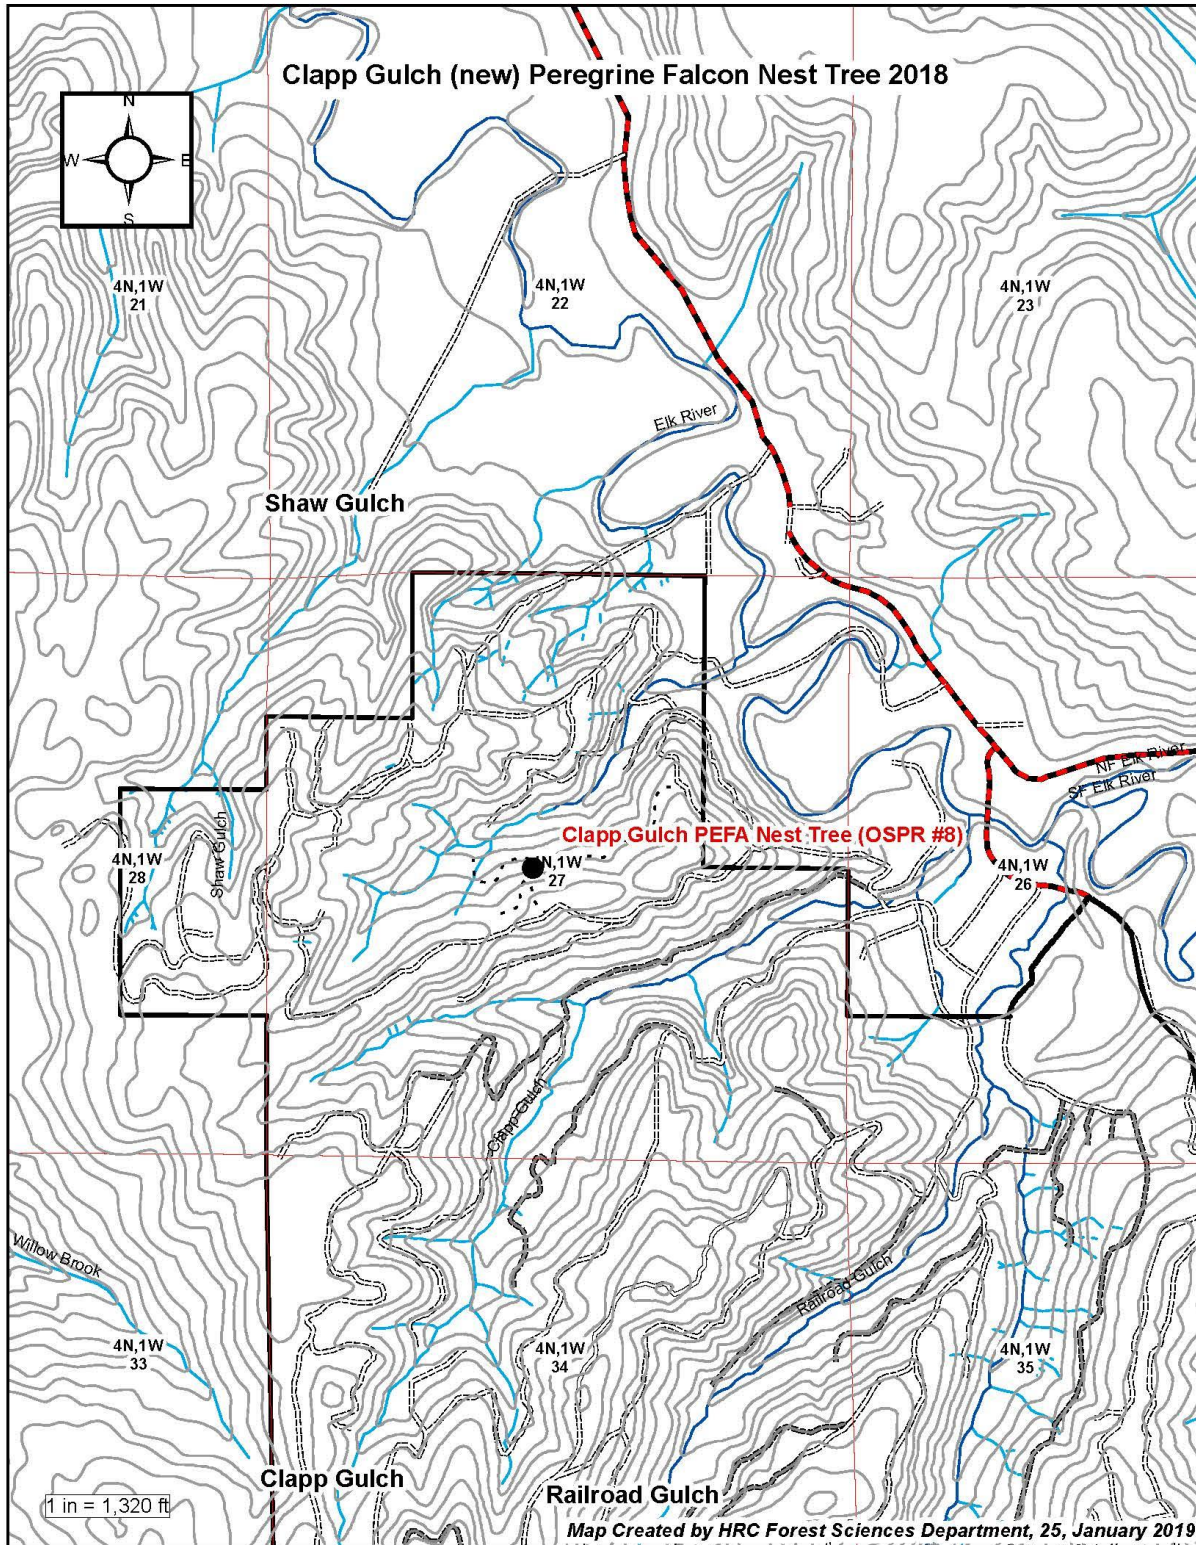 Clapp Gulch (new) Peregrine Falcon Nest Tree 2018
N
W
E
S
4N,1W
21
4N,1W
22
4N,1W
23
Elk River
Shaw Gulch
NF Elk River
SF Elk River
Clapp Gulch PEFA Nest Tree (OSPR #8)
4N,1W
28
Shaw Gulch
N,1W
27
4N,1W
26
Clapp Gulch
Willow Brook
Railroad Gulch
4N,1W
33
4N,1W
34
4N,1W
35
Clapp Gulch
Railroad Gulch
1 in = 1,320 ft
Map Created by HRC Forest Sciences Department, 25, January 2019